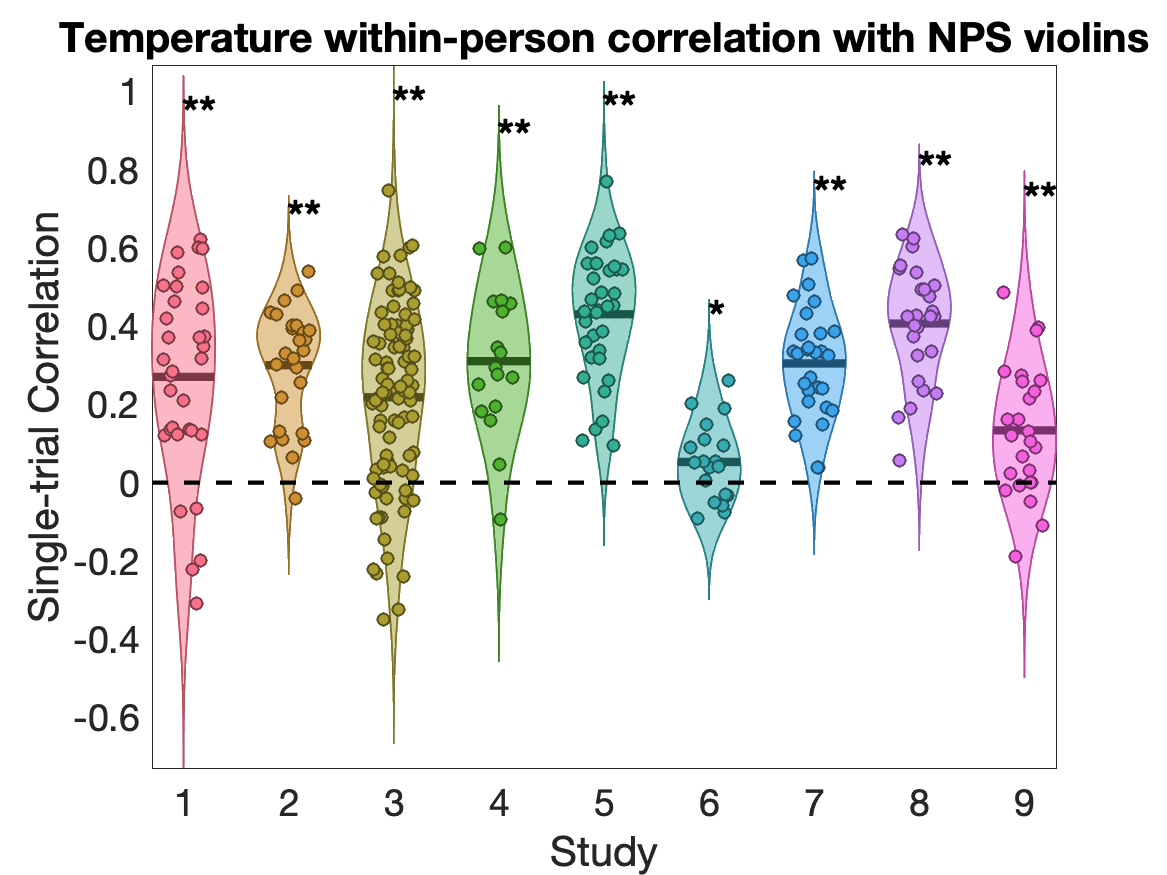 Temperature within-person correlation with NPS violins
1
0.8
0.6
0.4
0.2
0
-0.2
-0.4
-0.6
Single-trial Correlation
** ** ** ** ** * ** ** **
1 2 3 4 5 6 7 8 9
Study